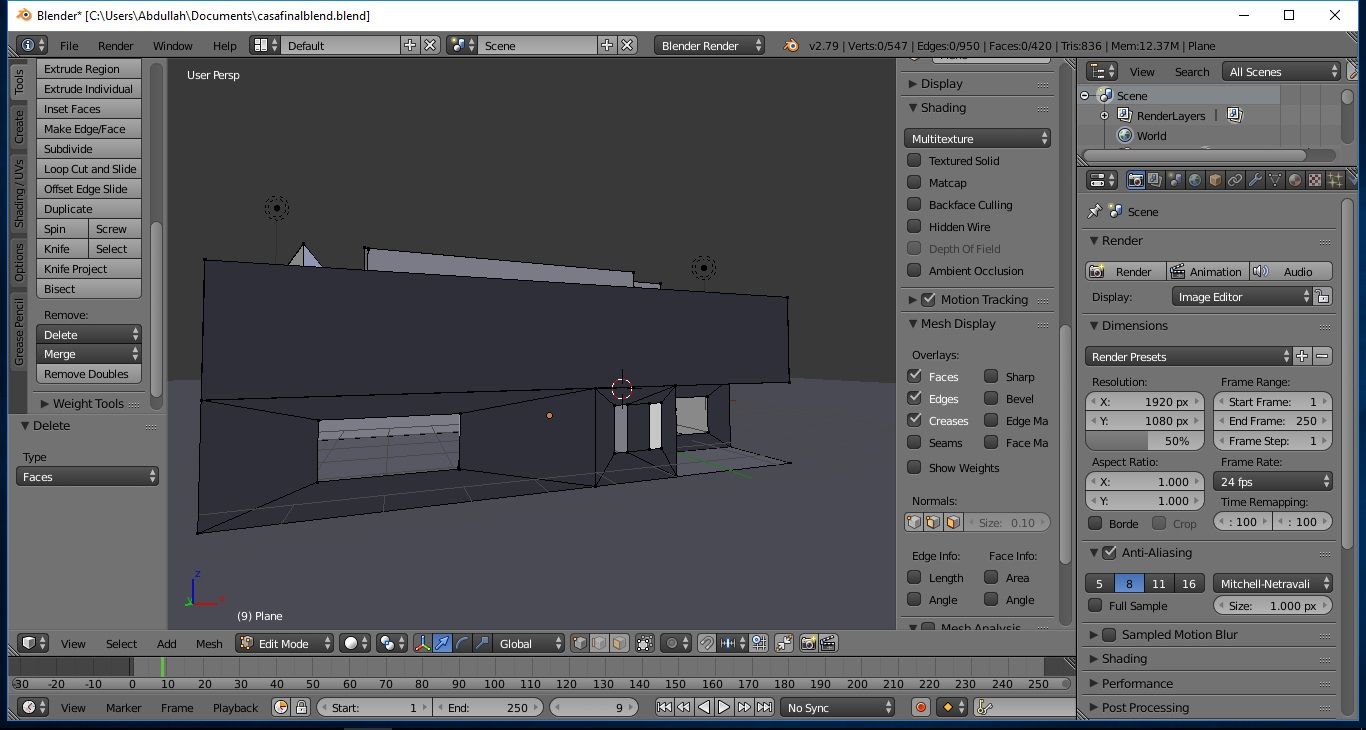 Blender* [C:\Users\Abdullah\Documents\casafinalblend.blend]
File Render Window Help Default Scene Blender Render v2.79 | Verts:0/547 | Edges:0/950 | Faces:0/420 | Tris:836 | Mem:12.37M | Plane
Tools
Create
Shading / UVs
Options
Grease Pencil
Extrude Region
Extrude Individual
Inset Faces
Make Edge/Face
Subdivide
Loop Cut and Slide
Offset Edge Slide
Duplicate
Spin Screw
Knife Select
Knife Project
Bisect
Remove:
Delete
Merge
Remove Doubles
Weight Tools
Delete
Type
Faces
User Persp
(9) Plane
z
x
Display
Shading
Multitexture
Textured Solid
Matcap
Backface Culling
Hidden Wire
Depth Of Field
Ambient Occlusion
Motion Tracking
Mesh Display
Overlays:
Faces Sharp
Edges Bevel
Creases Edge Ma
Seams Face Ma
Show Weights
Normals:
Size: 0.10
Edge Info: Face Info:
Length Area
Angle Angle
Mesh Analysis
View Search All Scenes
Scene
RenderLayers |
World
Scene
Render
Render Animation Audio
Display: Image Editor
Dimensions
Render Presets
Resolution: Frame Range:
X: 1920 px Start Frame: 1
Y: 1080 px End Frame: 250
50% Frame Step: 1
Aspect Ratio: Frame Rate:
X: 1.000 24 fps
Y: 1.000 Time Remapping:
Borde Crop : 100 : 100
Anti-Aliasing
5 8 11 16 Mitchell-Netravali
Full Sample Size: 1.000 px
Sampled Motion Blur
Shading
Performance
Post Processing
View Select Add Mesh Edit Mode Global
-30 -20 -10 0 10 20 30 40 50 60 70 80 90 100 110 120 130 140 150 160 170 180 190 200 210 220 230 240 250
View Marker Frame Playback Start: 1 End: 250 9 No Sync